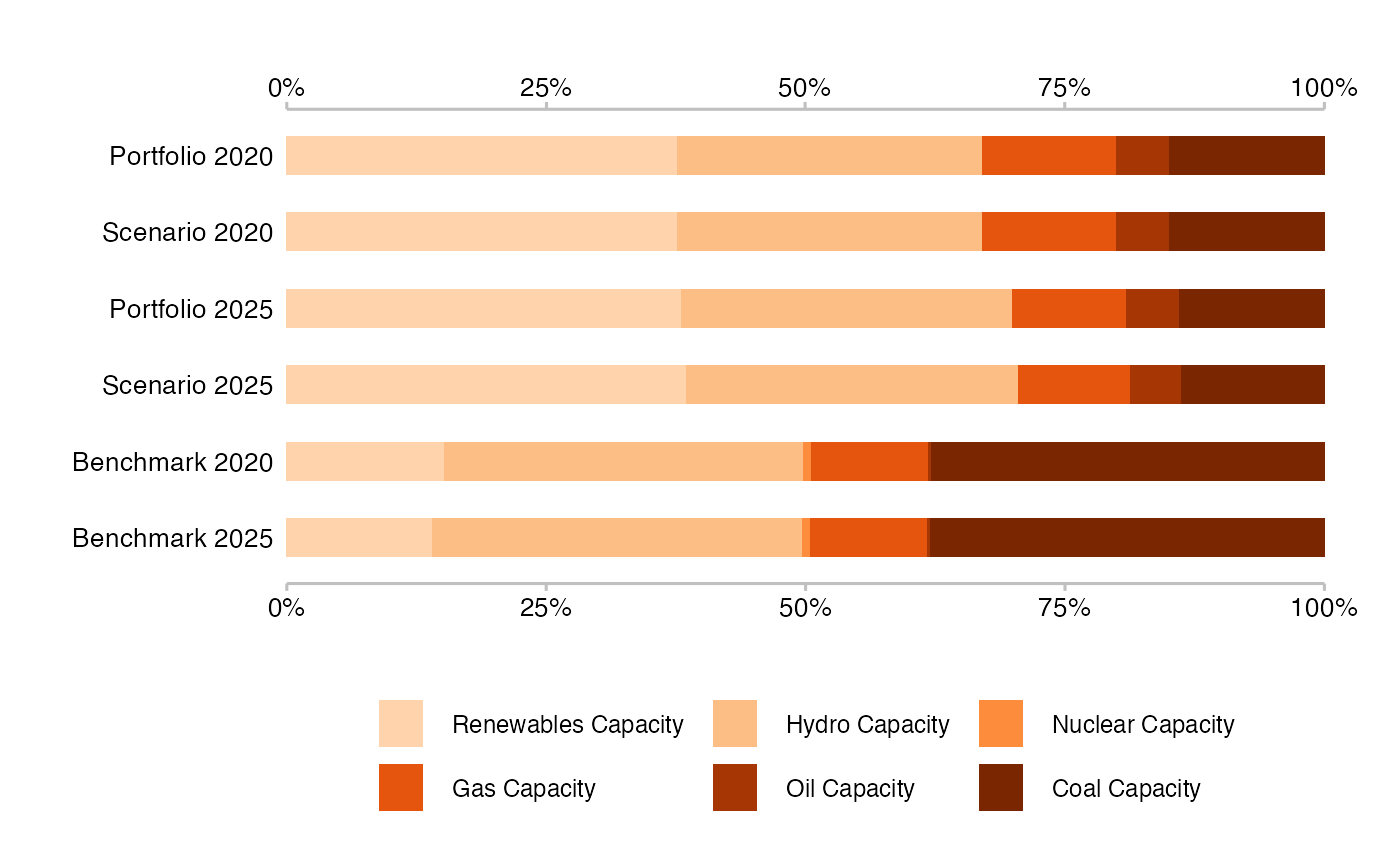 0% 25% 50% 75% 100%
Portfolio 2020
Scenario 2020
Portfolio 2025
Scenario 2025
Benchmark 2020
Benchmark 2025
0% 25% 50% 75% 100%
Renewables Capacity Hydro Capacity Nuclear Capacity
Gas Capacity Oil Capacity Coal Capacity